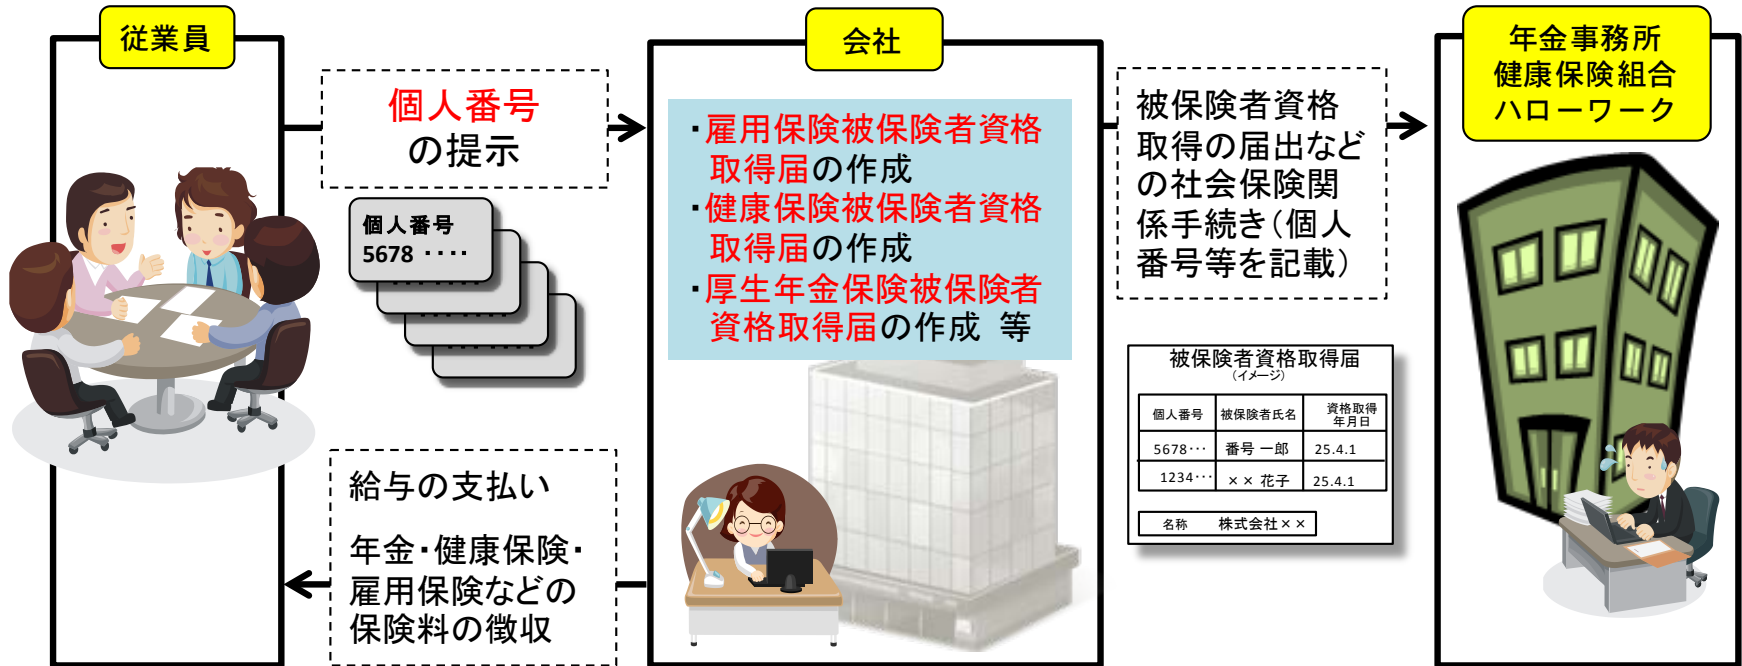 従業員
個人番号
の提示
個人番号
5678 ‥‥
給与の支払い
年金・健康保険・
雇用保険などの
保険料の徴収
会社
・雇用保険被保険者資格
取得届の作成
・健康保険被保険者資格
取得届の作成
・厚生年金保険被保険者
資格取得届の作成 等
被保険者資格
取得の届出など
の社会保険関
係手続き(個人
番号等を記載)
被保険者資格取得届
(イメージ)
個人番号 被保険者氏名 資格取得
年月日
5678‥・ 番号 一郎 25.4.1
1234‥・ ×× 花子 25.4.1
名称 株式会社××
年金事務所
健康保険組合
ハローワーク